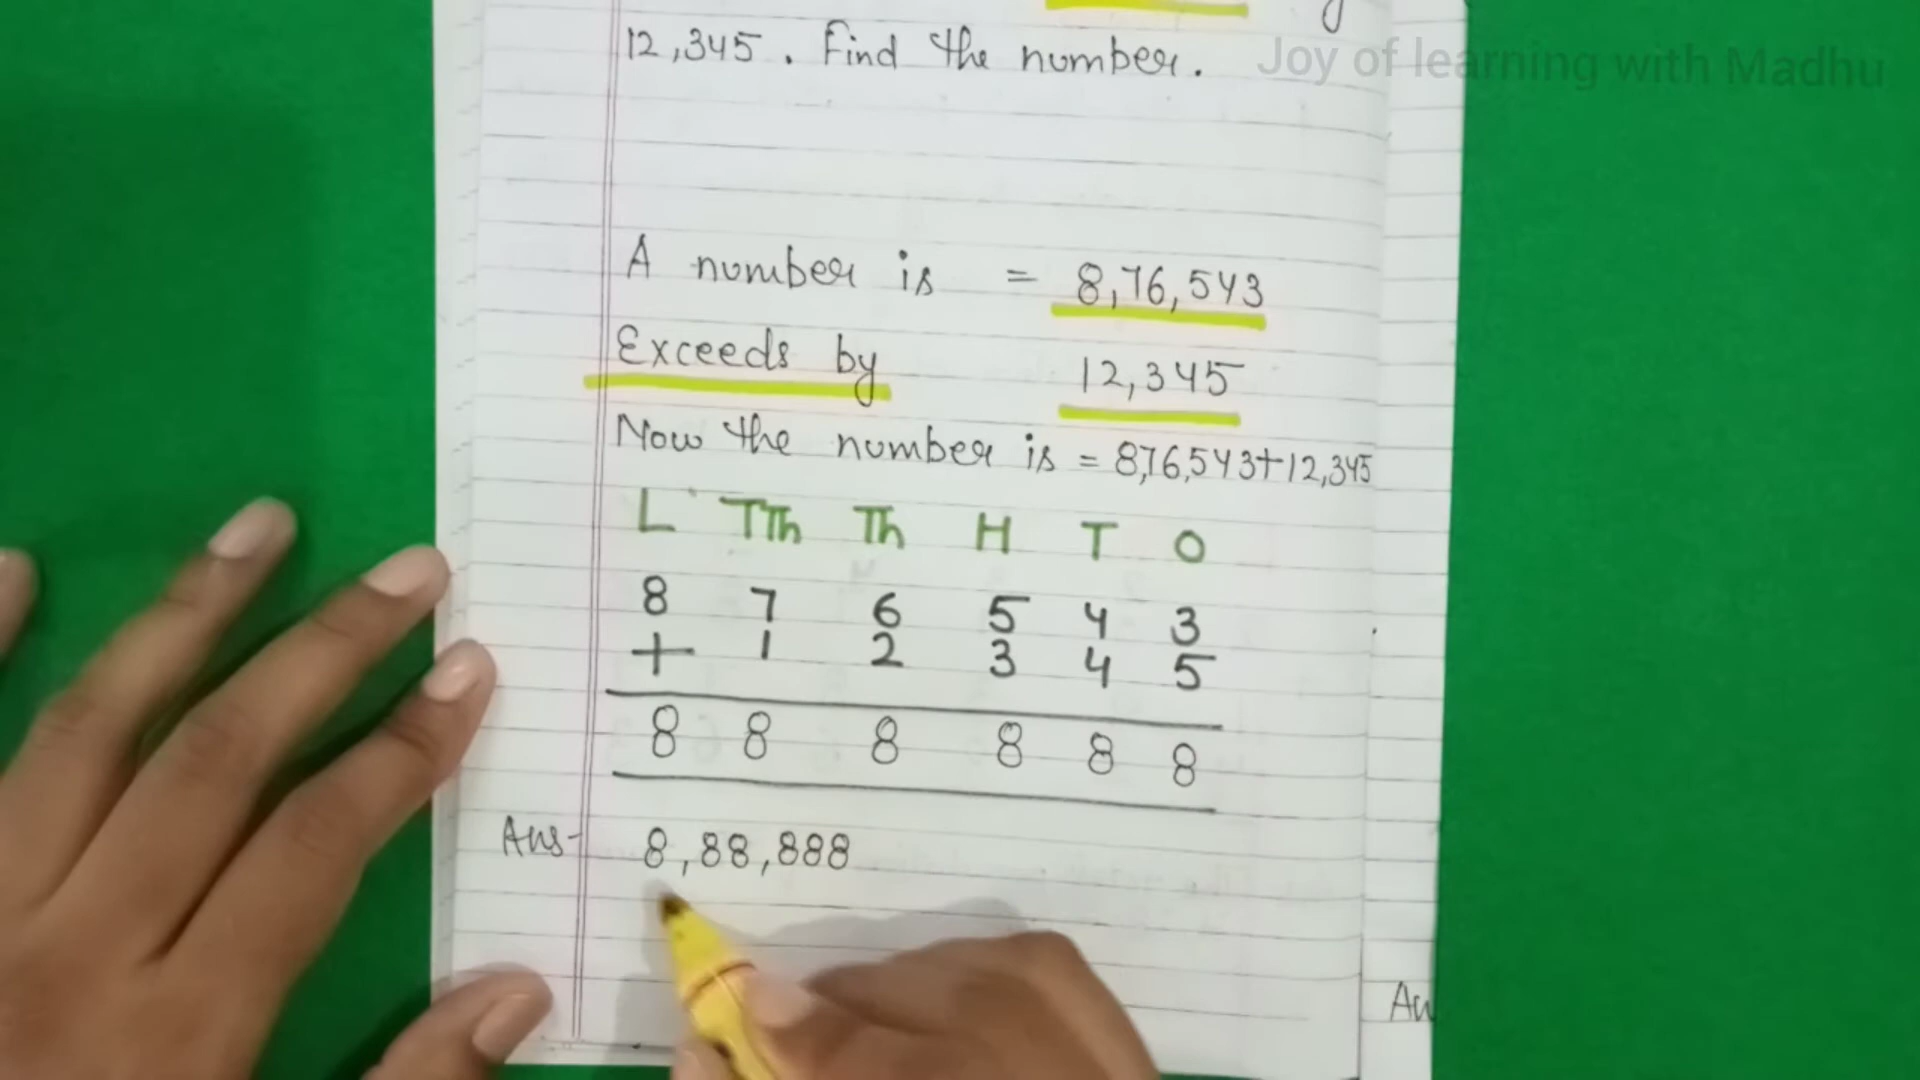 12,345. Find the number.
Joy of learning with Madhu
A number is = 8,76,543
Exceeds by 12,345
Now the number is = 8,76,543+12,345
L TTh Th H T O
8 7 6 5 4 3
+ 1 2 3 4 5
8 8 8 8 8 8
Ans- 8,88,888